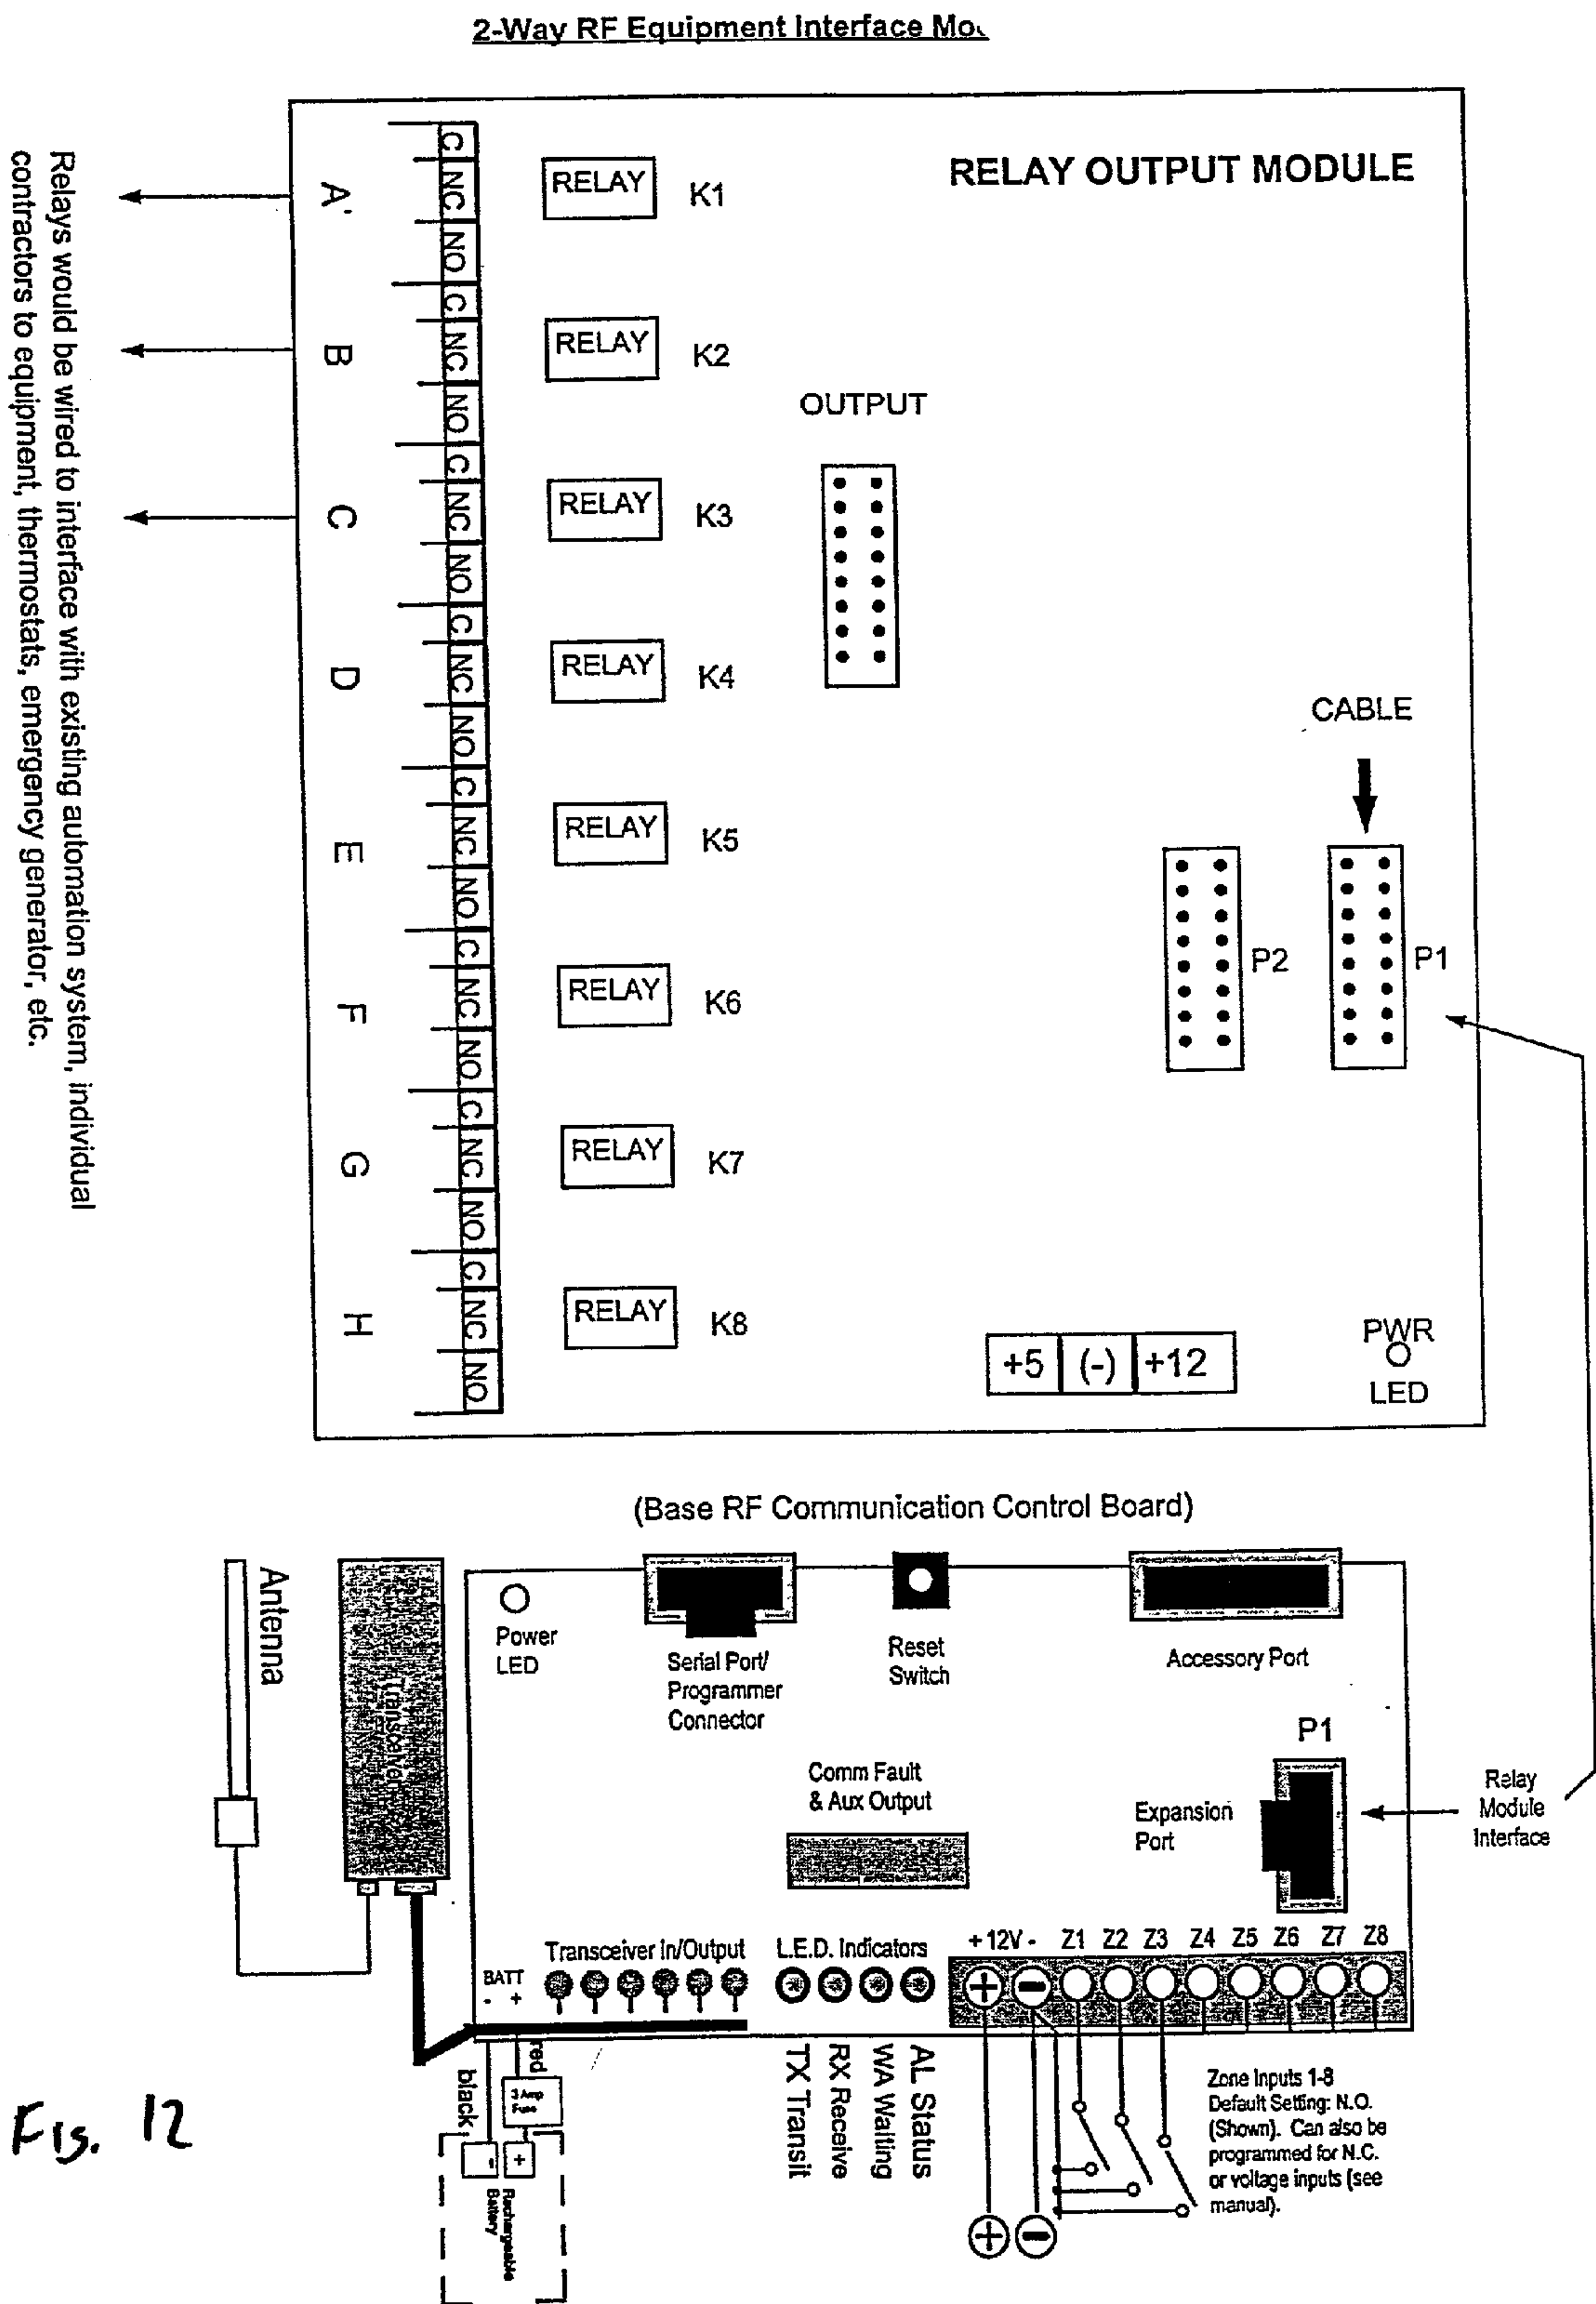 2-Way RF Equipment Interface Mo
RELAY OUTPUT MODULE
C
NC
NO
A'
RELAY
K1
C
NC
NO
B
RELAY
K2
OUTPUT
C
NC
NO
C
RELAY
K3
C
NC
NO
D
RELAY
K4
CABLE
C
NC
NO
E
RELAY
K5
P2
P1
C
NC
NO
F
RELAY
K6
C
NC
NO
G
RELAY
K7
C
NC
NO
H
RELAY
K8
+5
(-)
+12
PWR
LED
Relays would be wired to interface with existing automation system, individual
contractors to equipment, thermostats, emergency generator, etc.
(Base RF Communication Control Board)
Antenna
Transceiver
Power
LED
Serial Port/
Programmer
Connector
Reset
Switch
Accessory Port
P1
Comm Fault
& Aux Output
Expansion
Port
Relay
Module
Interface
BATT
- +
Transceiver In/Output
L.E.D. Indicators
+ 12V -
Z1 Z2 Z3 Z4 Z5 Z6 Z7 Z8
+
-
TX Transit
RX Receive
WA Waiting
AL Status
red
black
3 Amp
Fuse
-
+
Rechargeable
Battery
+
-
Zone Inputs 1-8
Default Setting: N.O.
(Shown). Can also be
programmed for N.C.
or voltage inputs (see
manual).
Fig. 12